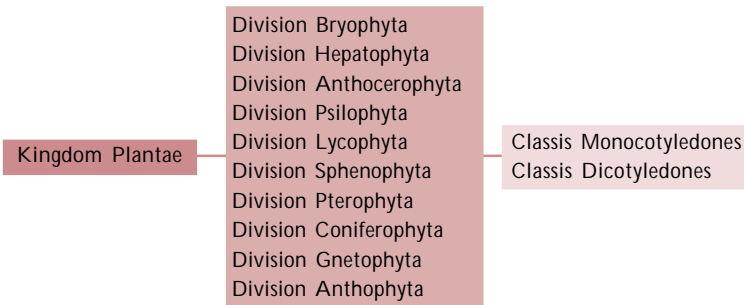 Kingdom Plantae
Division Bryophyta
Division Hepatophyta
Division Anthocerophyta
Division Psilophyta
Division Lycophyta
Division Sphenophyta
Division Pterophyta
Division Coniferophyta
Division Gnetophyta
Division Anthophyta
Classis Monocotyledones
Classis Dicotyledones